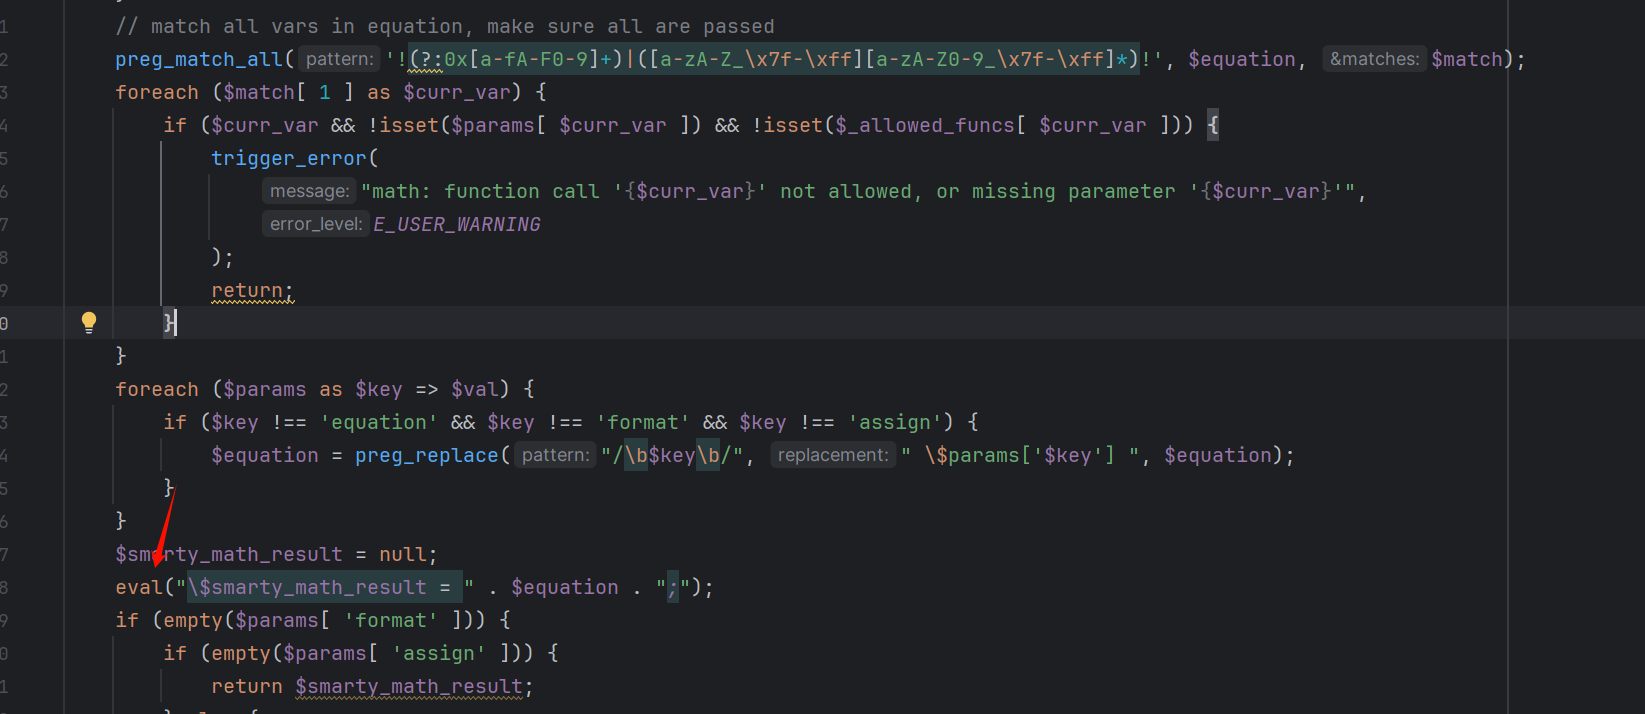 1 // match all vars in equation, make sure all are passed
2 preg_match_all( pattern: '!(?:0x[a-fA-F0-9]+)|([a-zA-Z_\x7f-\xff][a-zA-Z0-9_\x7f-\xff]*)!', $equation, &matches: $match);
3 foreach ($match[ 1 ] as $curr_var) {
4 if ($curr_var && !isset($params[ $curr_var ]) && !isset($_allowed_funcs[ $curr_var ])) {
5 trigger_error(
6 message: "math: function call '{$curr_var}' not allowed, or missing parameter '{$curr_var}'",
7 error_level: E_USER_WARNING
8 );
9 return;
0 }
1 }
2 foreach ($params as $key => $val) {
3 if ($key !== 'equation' && $key !== 'format' && $key !== 'assign') {
4 $equation = preg_replace( pattern: "/\b$key\b/", replacement: " \$params['$key'] ", $equation);
5 }
6 }
7 $smarty_math_result = null;
8 eval("\$smarty_math_result = " . $equation . ";");
9 if (empty($params[ 'format' ])) {
0 if (empty($params[ 'assign' ])) {
1 return $smarty_math_result;